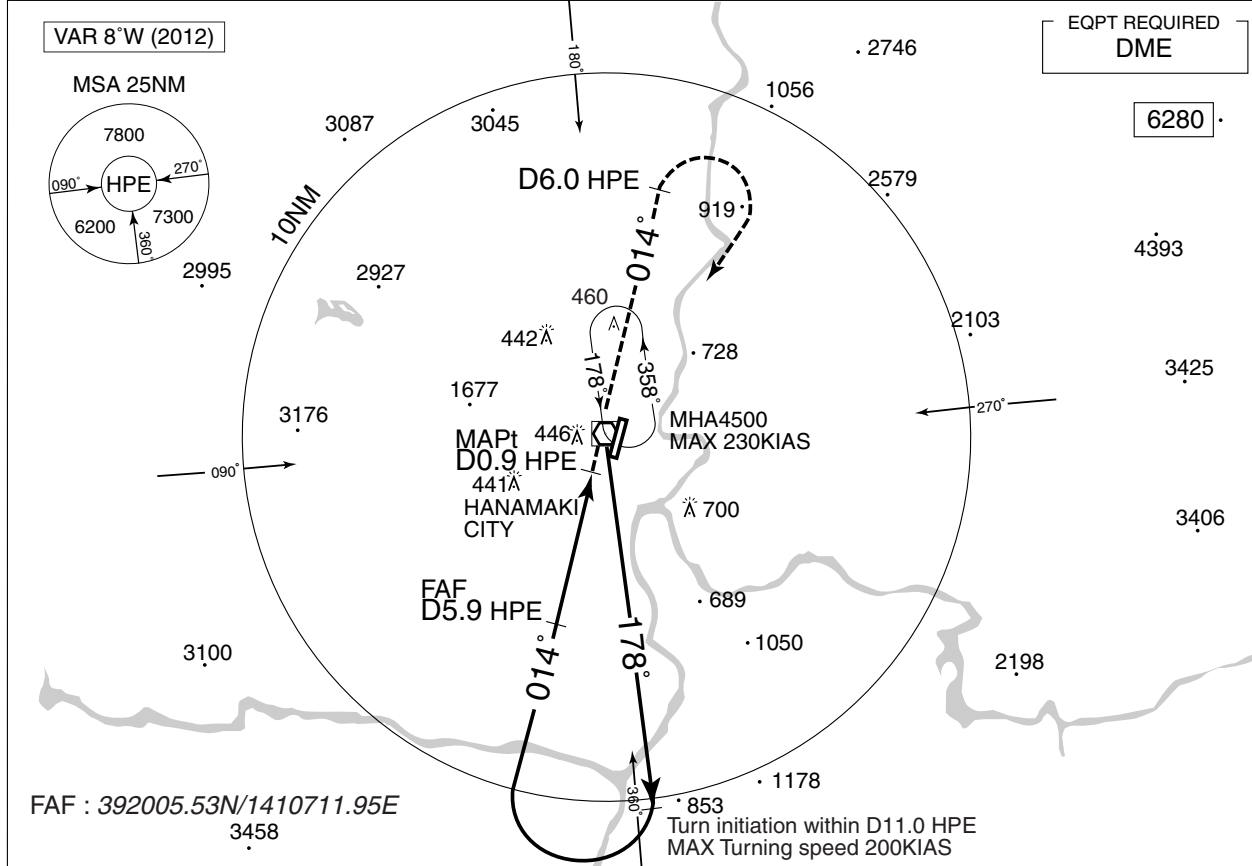 VAR 8°W (2012)
EQPT REQUIRED
DME
MSA 25NM
7800
HPE
090°
270°
6200
7300
360°
180°
2746
1056
6280
3087
3045
10NM
D6.0 HPE
2579
919
4393
014°
2995
2927
460
442
2103
728
178°
358°
3425
1677
270°
3176
MHA4500
MAX 230KIAS
446
MAPt
D0.9 HPE
090°
441
HANAMAKI
CITY
700
3406
FAF
D5.9 HPE
689
1050
178°
014°
3100
2198
1178
360°
853
FAF : 392005.53N/1410711.95E
3458
Turn initiation within D11.0 HPE
MAX Turning speed 200KIAS